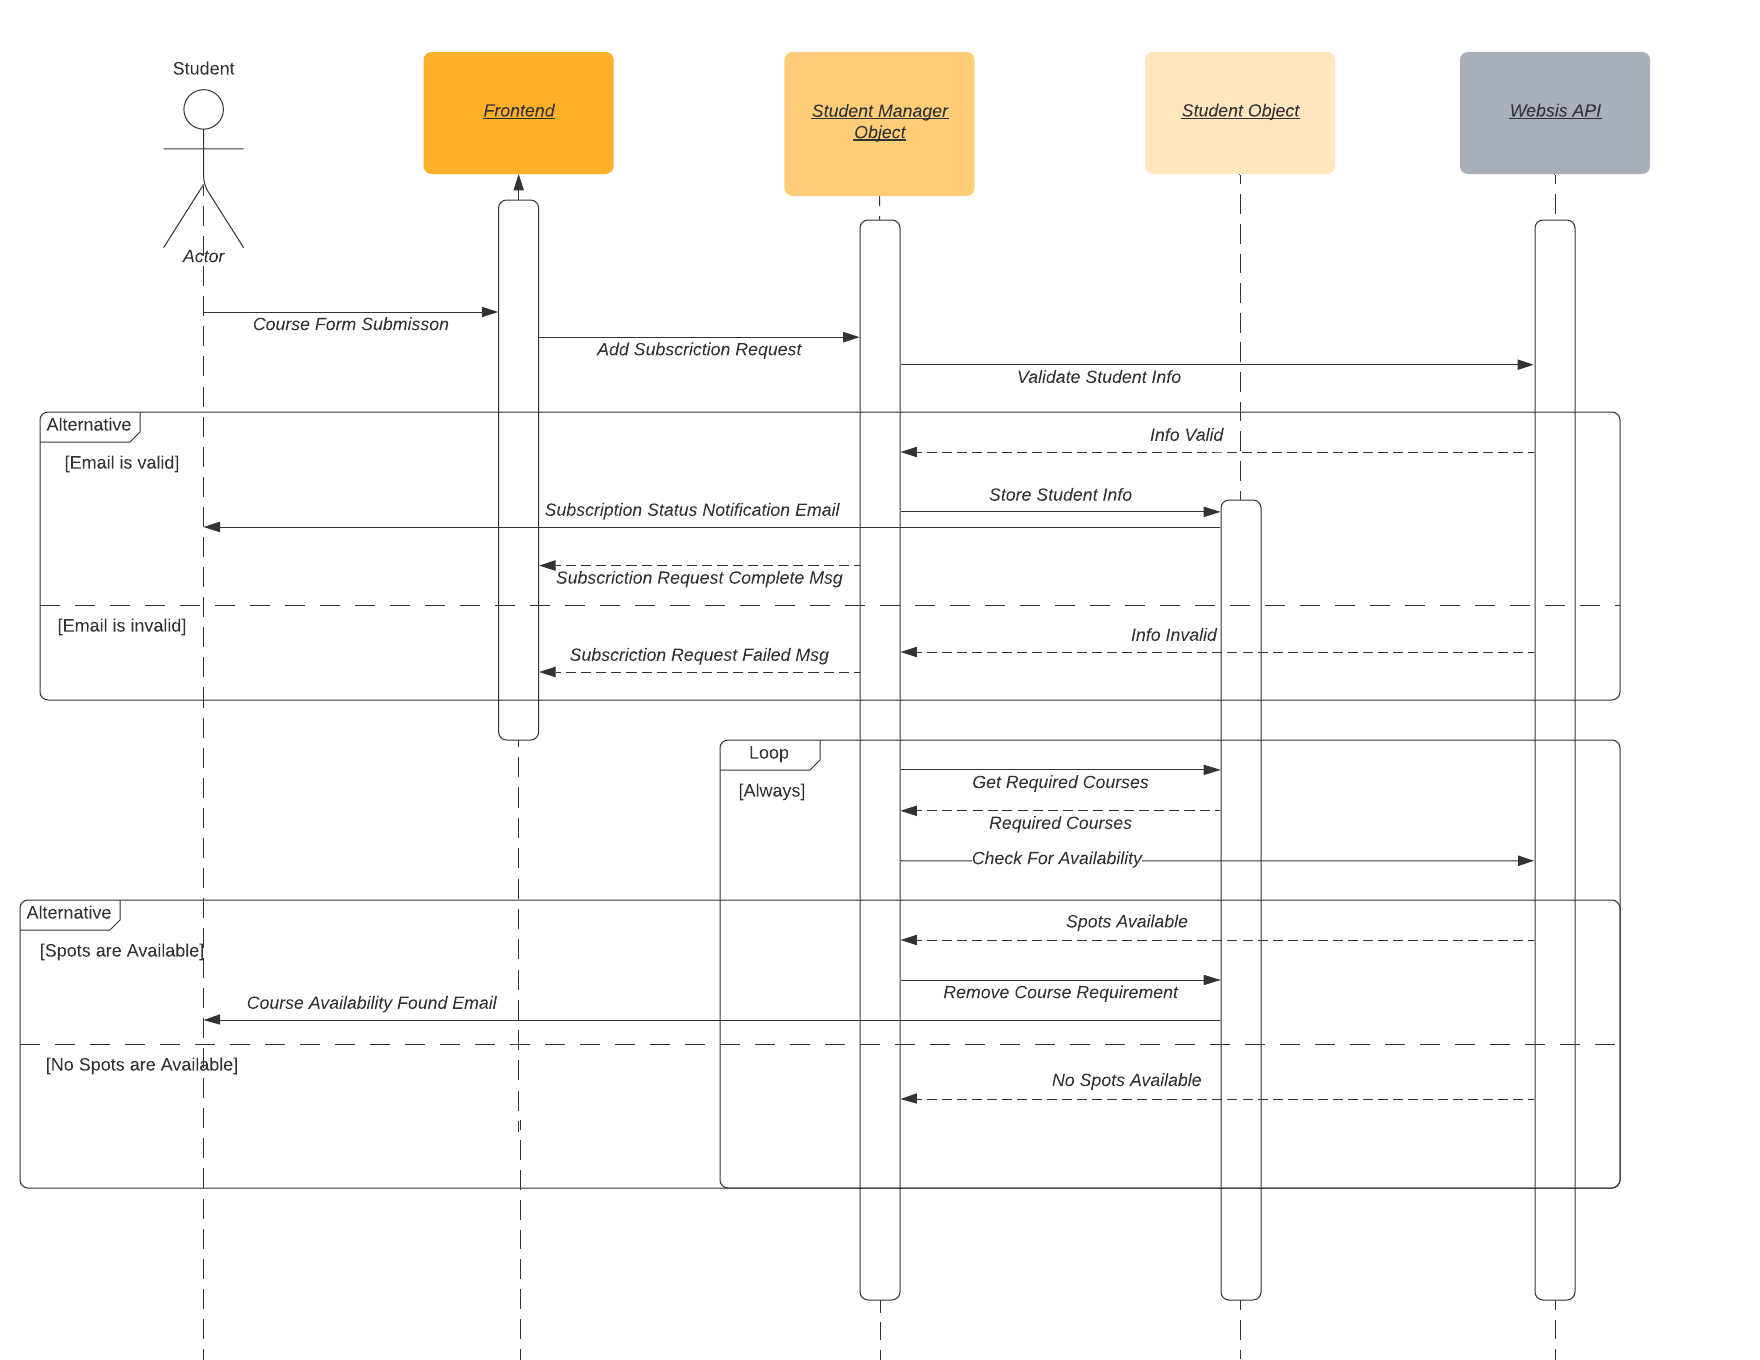 Student
Frontend
Student Manager
Object
Student Object
Websis API
Actor
Course Form Submisson
Add Subscriction Request
Validate Student Info
Alternative
[Email is valid]
Info Valid
Store Student Info
Subscription Status Notification Email
Subscriction Request Complete Msg
[Email is invalid]
Info Invalid
Subscriction Request Failed Msg
Loop
[Always]
Get Required Courses
Required Courses
Check For Availability
Alternative
[Spots are Available]
Spots Available
Remove Course Requirement
Course Availability Found Email
[No Spots are Available]
No Spots Available